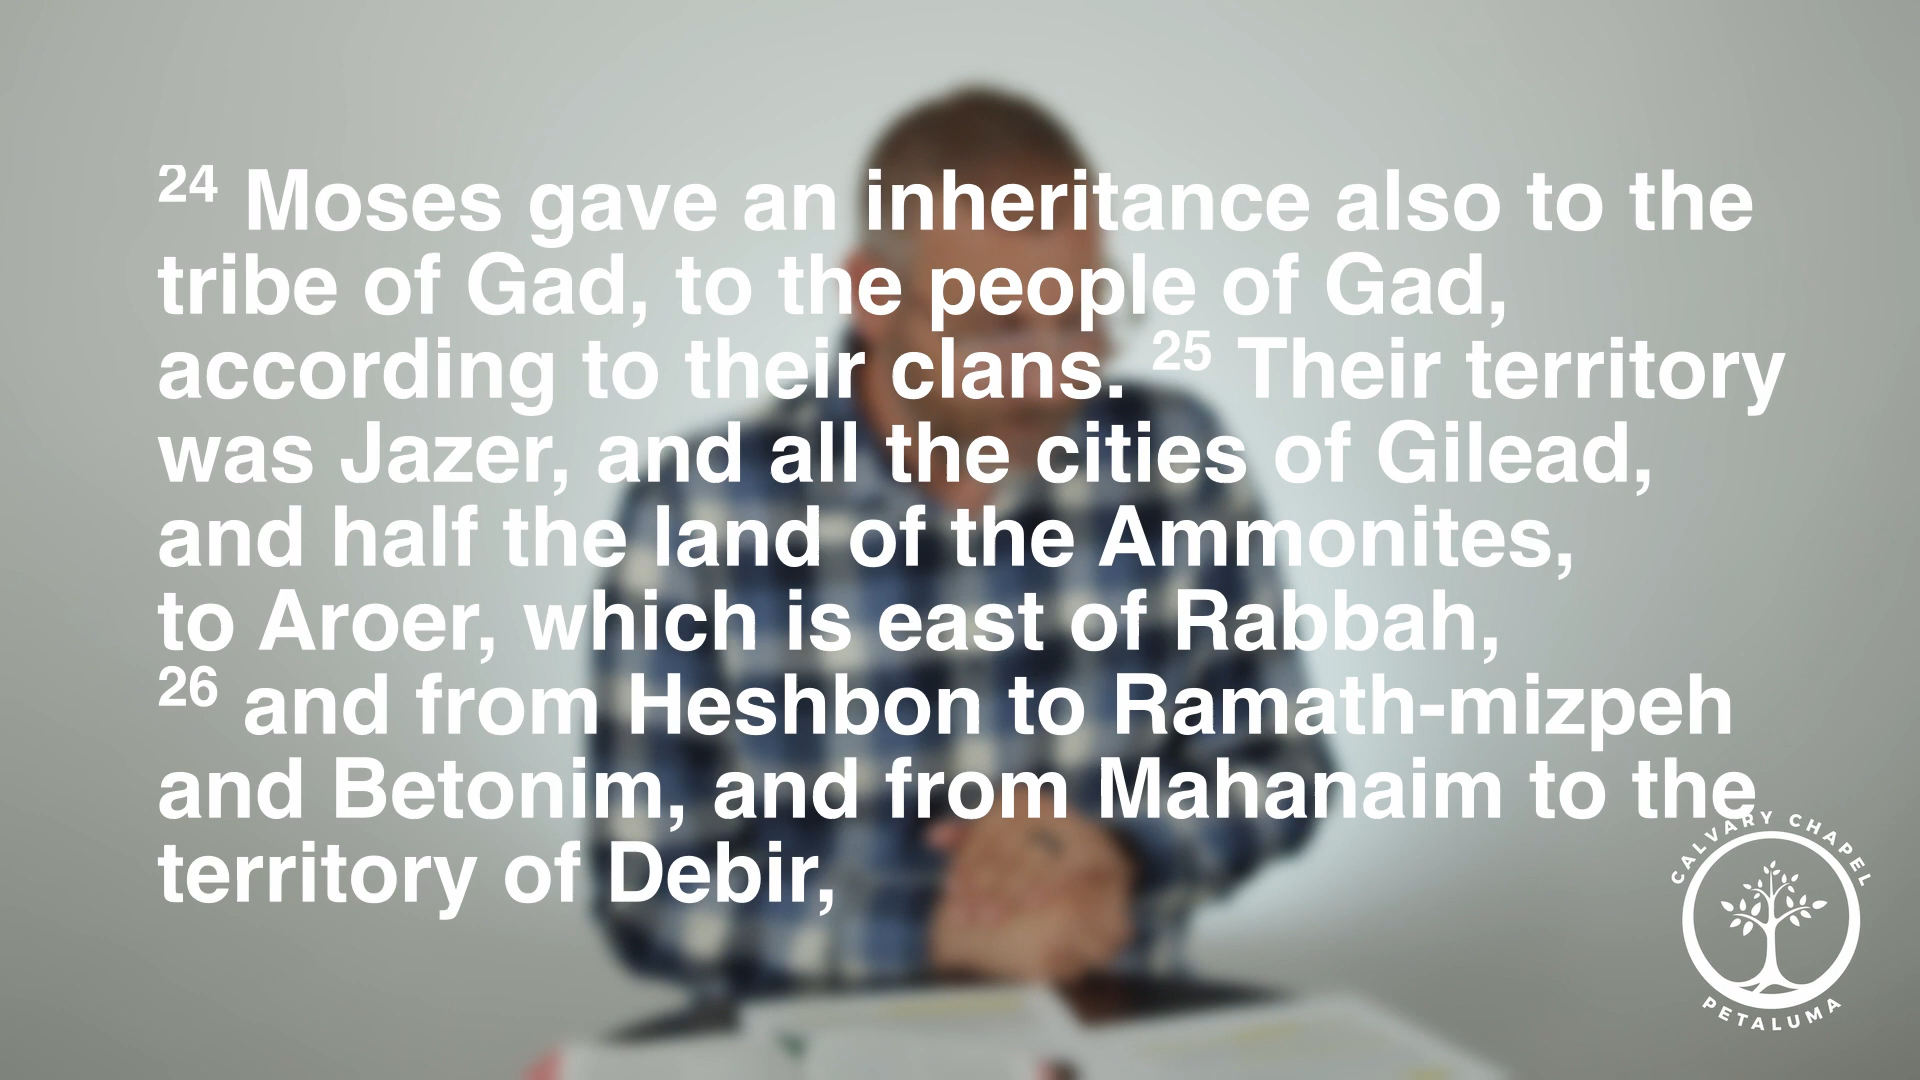 24 Moses gave an inheritance also to the
tribe of Gad, to the people of Gad,
according to their clans. 25 Their territory
was Jazer, and all the cities of Gilead,
and half the land of the Ammonites,
to Aroer, which is east of Rabbah,
26 and from Heshbon to Ramath-mizpeh
and Betonim, and from Mahanaim to the
territory of Debir,
CALVARY CHAPEL
PETALUMA